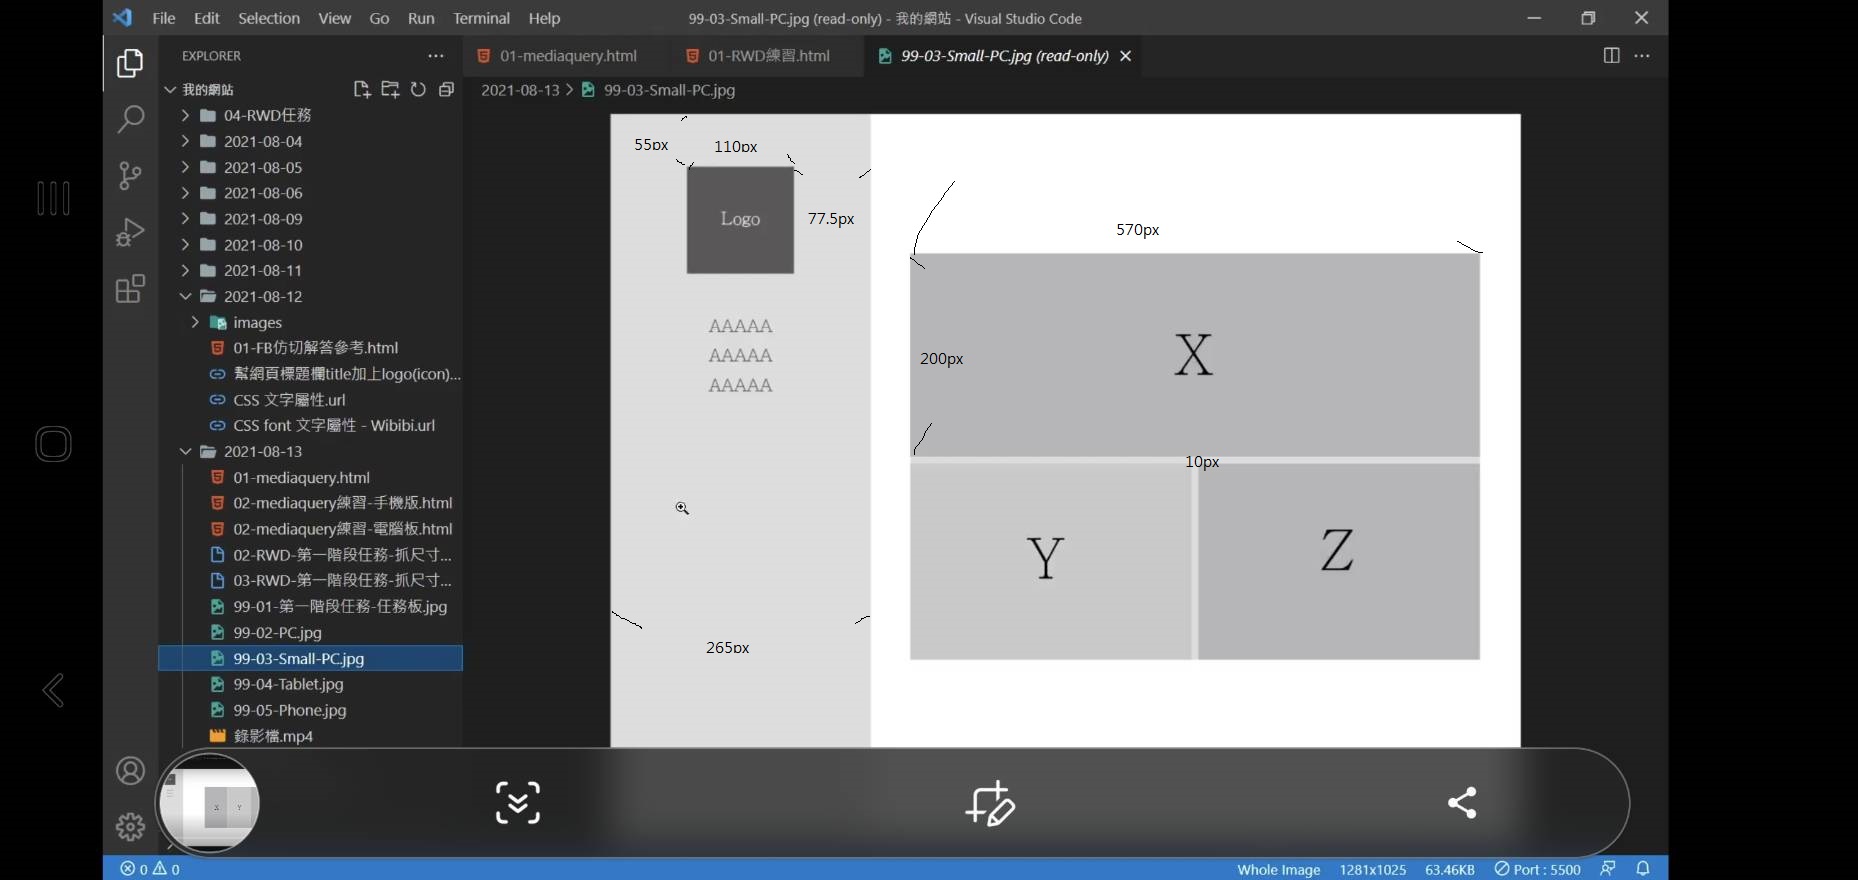 File Edit Selection View Go Run Terminal Help
99-03-Small-PC.jpg (read-only) - 我的網站 - Visual Studio Code
EXPLORER
01-mediaquery.html
01-RWD練習.html
99-03-Small-PC.jpg (read-only)
2021-08-13 > 99-03-Small-PC.jpg
我的網站
04-RWD任務
2021-08-04
2021-08-05
2021-08-06
2021-08-09
2021-08-10
2021-08-11
2021-08-12
images
01-FB仿切解答參考.html
幫網頁標題欄title加上logo(icon)...
CSS 文字屬性.url
CSS font 文字屬性 - Wibibi.url
2021-08-13
01-mediaquery.html
02-mediaquery練習-手機版.html
02-mediaquery練習-電腦板.html
02-RWD-第一階段任務-抓尺寸...
03-RWD-第一階段任務-抓尺寸...
99-01-第一階段任務-任務板.jpg
99-02-PC.jpg
99-03-Small-PC.jpg
99-04-Tablet.jpg
99-05-Phone.jpg
錄影檔.mp4
55px
110px
Logo
77.5px
AAAAA
AAAAA
AAAAA
265px
570px
X
200px
10px
Y
Z
X Y
0 0
Whole Image
1281x1025
63.46KB
Port : 5500